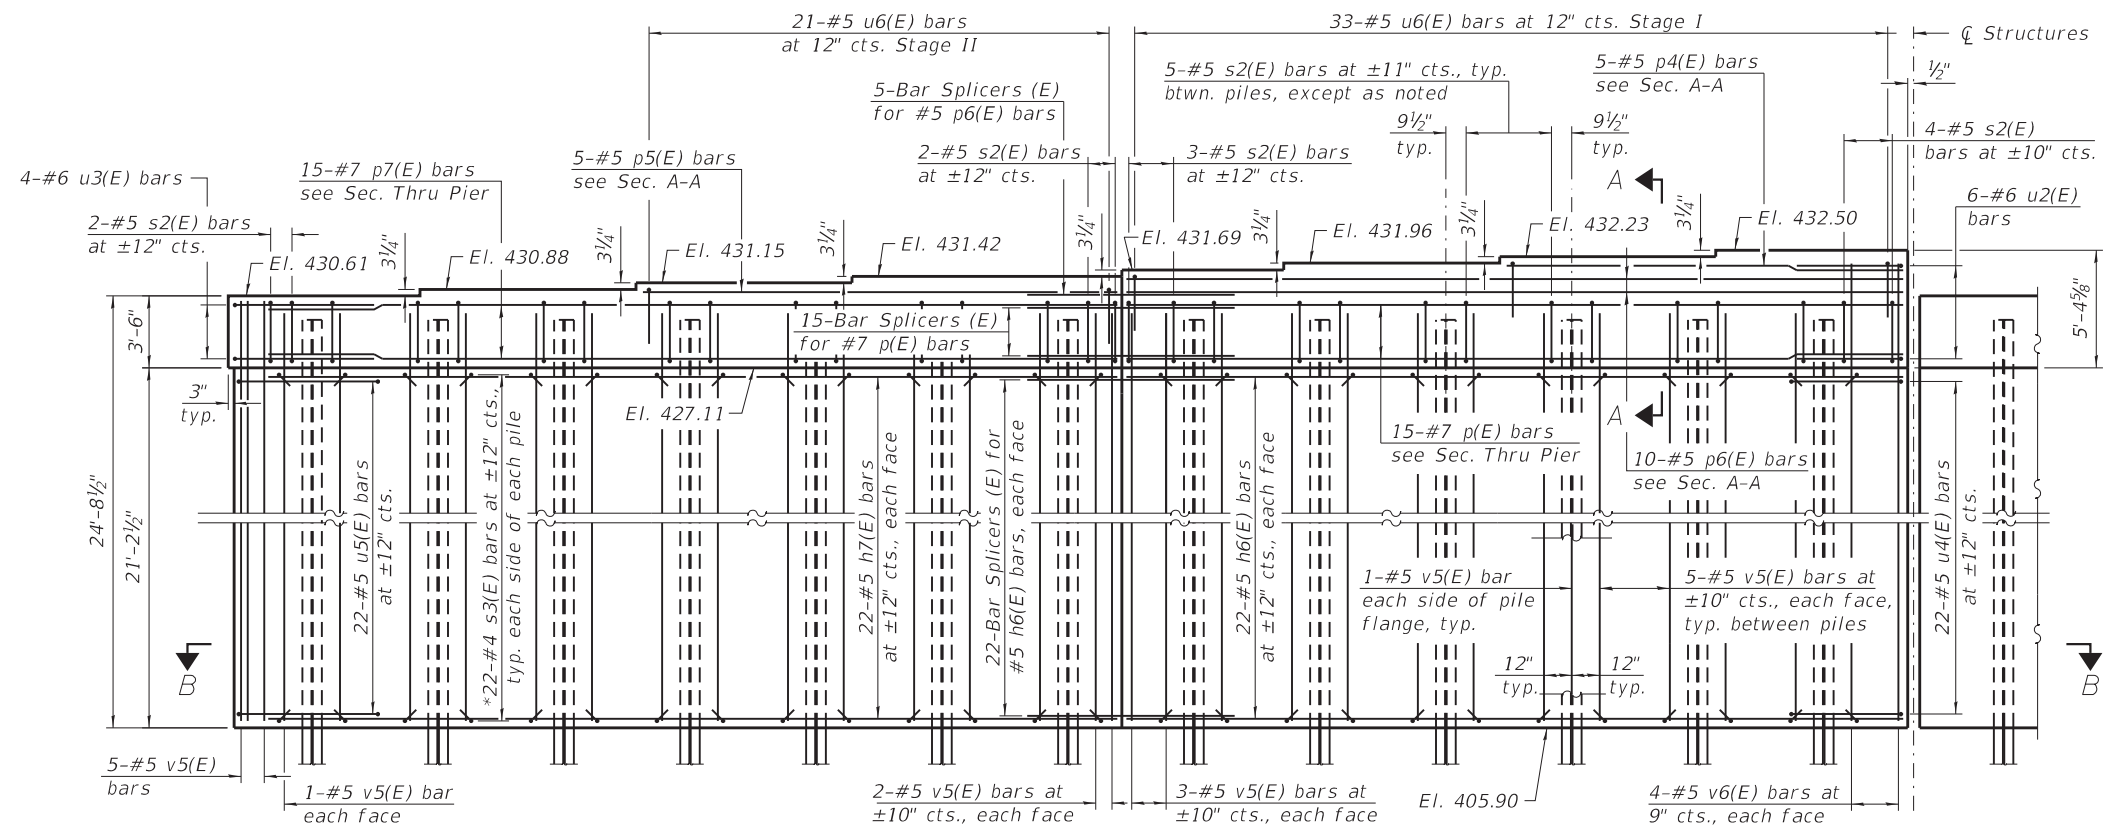 21-#5 u6(E) bars
at 12" cts. Stage II
33-#5 u6(E) bars at 12" cts. Stage I
℄ Structures
5-#5 s2(E) bars at ±11" cts., typ.
btwn. piles, except as noted
5-#5 p4(E) bars
see Sec. A-A
½"
5-Bar Splicers (E)
for #5 p6(E) bars
9½"
typ.
9½"
typ.
4-#5 s2(E)
bars at ±10" cts.
4-#6 u3(E) bars
15-#7 p7(E) bars
see Sec. Thru Pier
5-#5 p5(E) bars
see Sec. A-A
2-#5 s2(E) bars
at ±12" cts.
3-#5 s2(E) bars
at ±12" cts.
A
6-#6 u2(E)
bars
2-#5 s2(E) bars
at ±12" cts.
3¼"
3¼"
3¼"
3¼"
3¼"
3¼"
3¼"
El. 430.61
El. 430.88
El. 431.15
El. 431.42
El. 431.69
El. 431.96
El. 432.23
El. 432.50
3'-6"
5'-4⅝"
15-Bar Splicers (E)
for #7 p(E) bars
3"
typ.
El. 427.11
A
15-#7 p(E) bars
see Sec. Thru Pier
10-#5 p6(E) bars
see Sec. A-A
24'-8½"
21'-2½"
22-#5 u5(E) bars
at ±12" cts.
*22-#4 s3(E) bars at ±12" cts.,
typ. each side of each pile
22-#5 h7(E) bars
at ±12" cts., each face
22-Bar Splicers (E) for
#5 h6(E) bars, each face
22-#5 h6(E) bars
at ±12" cts., each face
22-#5 u4(E) bars
at ±12" cts.
1-#5 v5(E) bar
each side of pile
flange, typ.
5-#5 v5(E) bars at
±10" cts., each face,
typ. between piles
12"
typ.
12"
typ.
B
B
5-#5 v5(E)
bars
1-#5 v5(E) bar
each face
2-#5 v5(E) bars at
±10" cts., each face
3-#5 v5(E) bars at
±10" cts., each face
El. 405.90
4-#5 v6(E) bars at
9" cts., each face